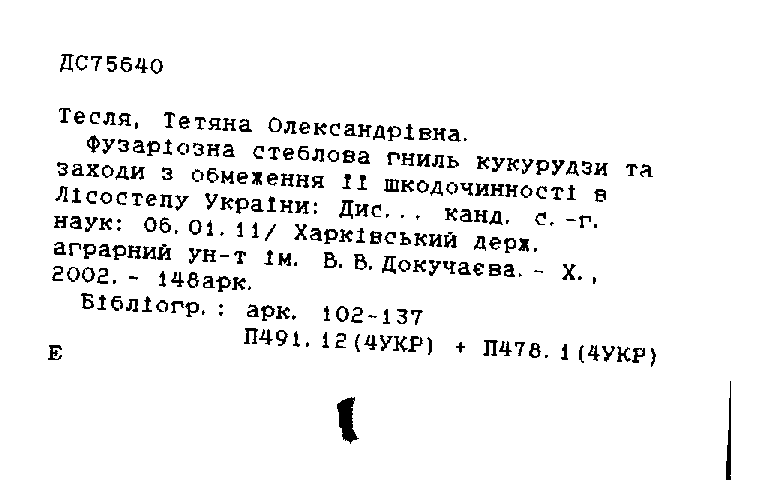 ДС75640
Тесля, Тетяна Олександрівна.
Фузаріозна стеблова гниль кукурудзи та
заходи з обмеження її шкодочинності в
Лісостепу України: Дис... канд. с.-г.
наук: 06.01.11/ Харківський держ.
аграрний ун-т ім. В.В.Докучаєва.- Х.,
2002.- 148арк.
Бібліогр.: арк. 102-137
П491.12(4УКР) + П478.1(4УКР)
Е